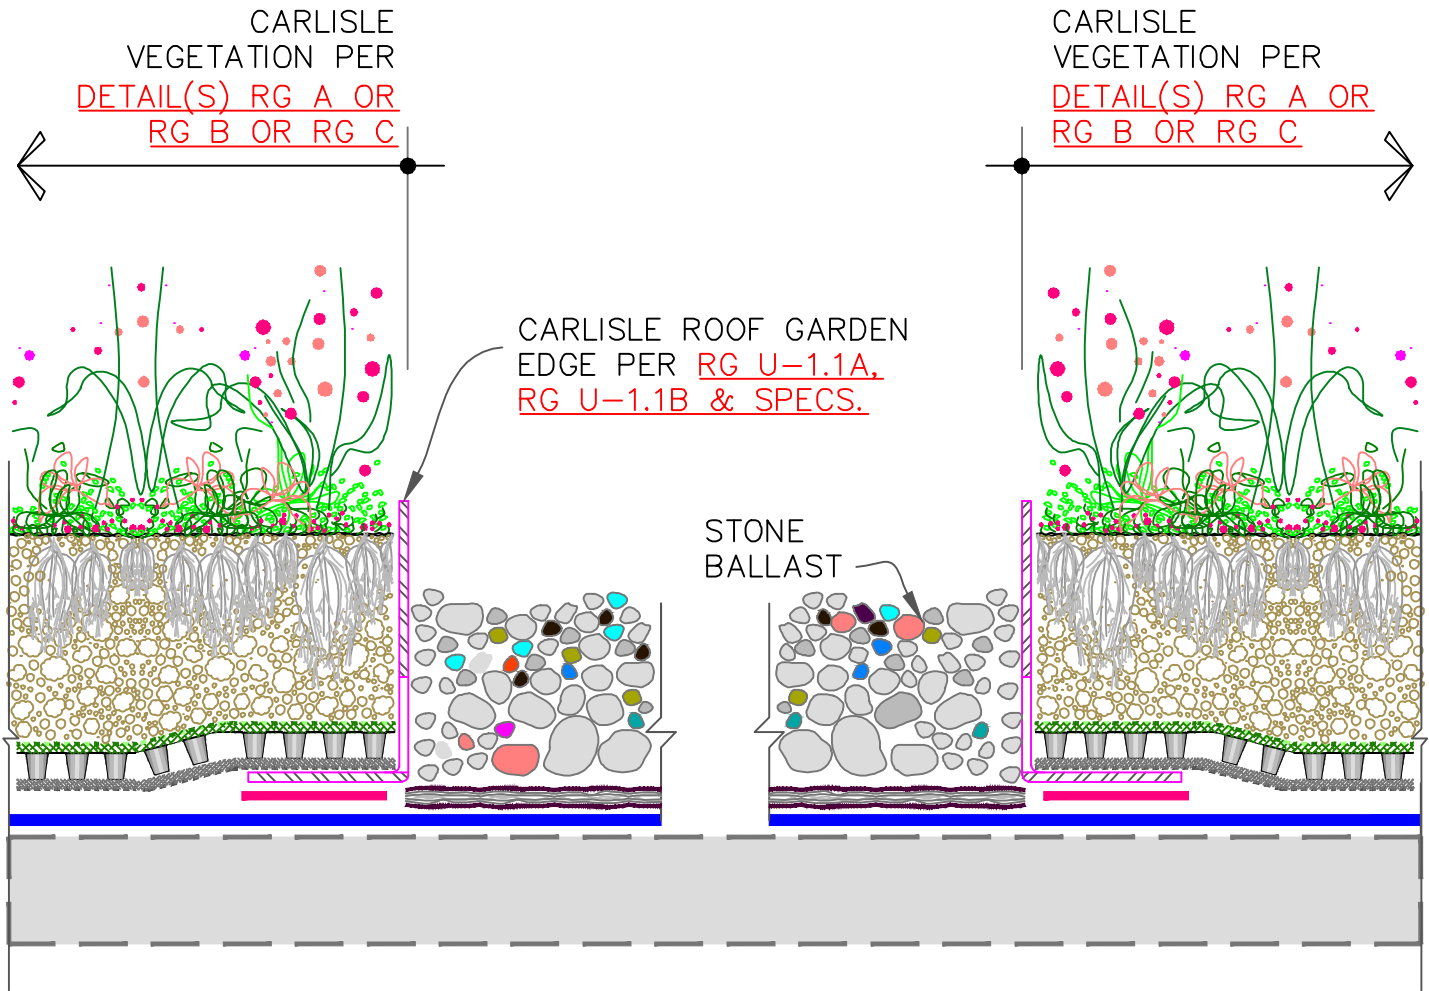 CARLISLE
VEGETATION PER
DETAIL(S) RG A OR
RG B OR RG C
CARLISLE
VEGETATION PER
DETAIL(S) RG A OR
RG B OR RG C
CARLISLE ROOF GARDEN
EDGE PER RG U-1.1A,
RG U-1.1B & SPECS.
STONE
BALLAST